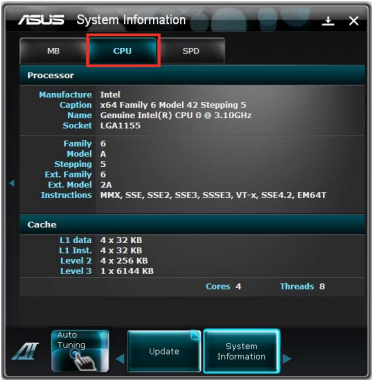 ASUS System Information
MB CPU SPD
Processor
Manufacture Intel
Caption x64 Family 6 Model 42 Stepping 5
Name Genuine Intel(R) CPU 0 @ 3.10GHz
Socket LGA1155
Family 6
Model A
Stepping 5
Ext. Family 6
Ext. Model 2A
Instructions MMX, SSE, SSE2, SSE3, SSSE3, VT-x, SSE4.2, EM64T
Cache
L1 data 4 x 32 KB
L1 Inst. 4 x 32 KB
Level 2 4 x 256 KB
Level 3 1 x 6144 KB
Cores 4 Threads 8
Auto
Tuning
Update
System
Information